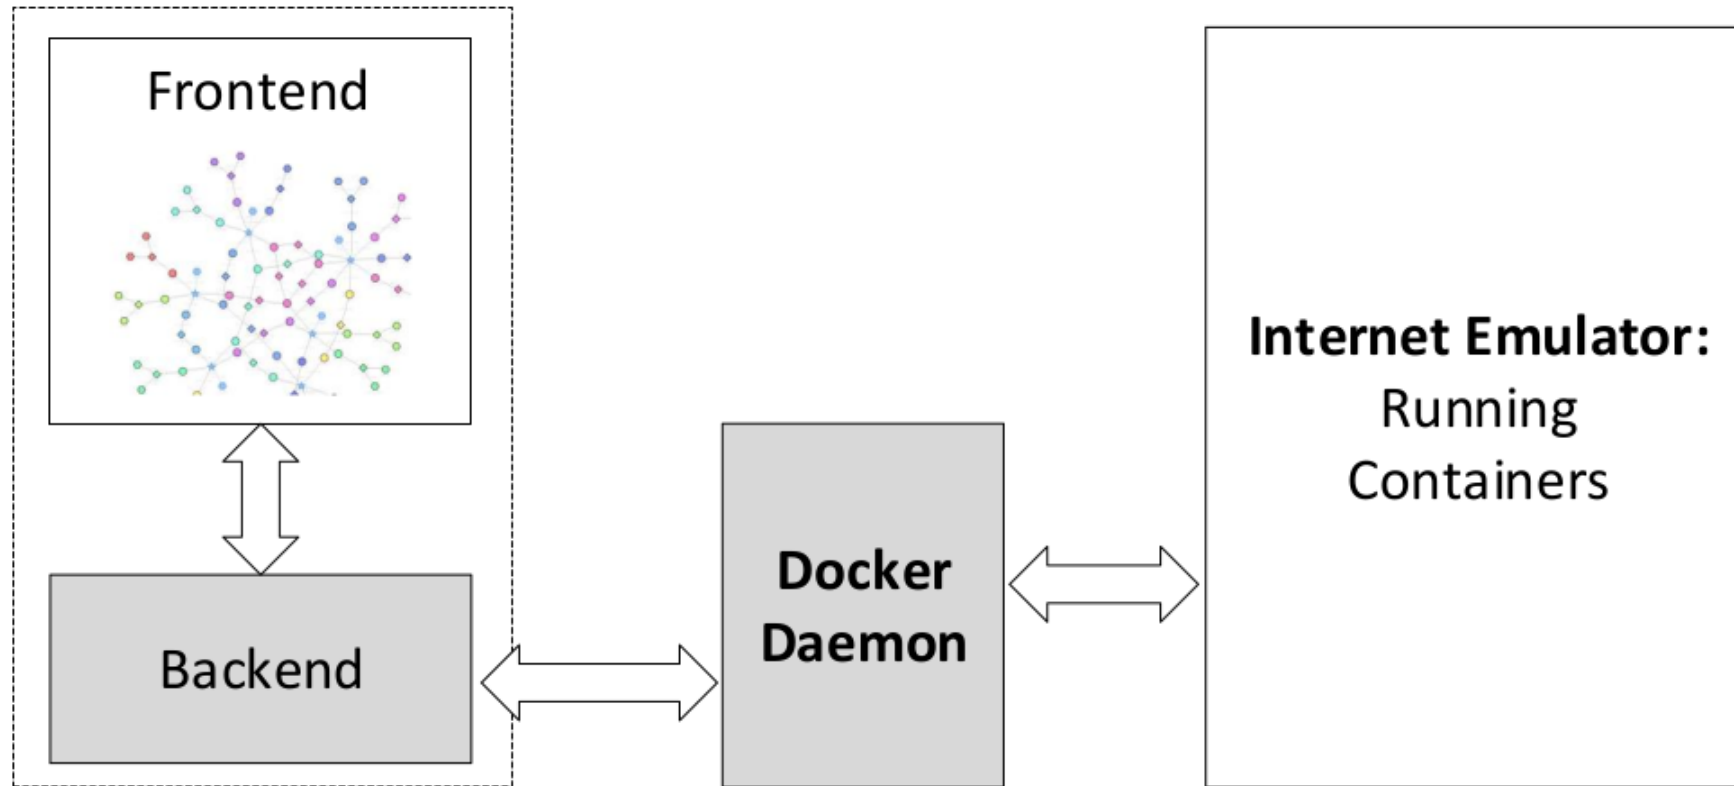 Frontend
Backend
Docker
Daemon
Internet Emulator:
Running
Containers